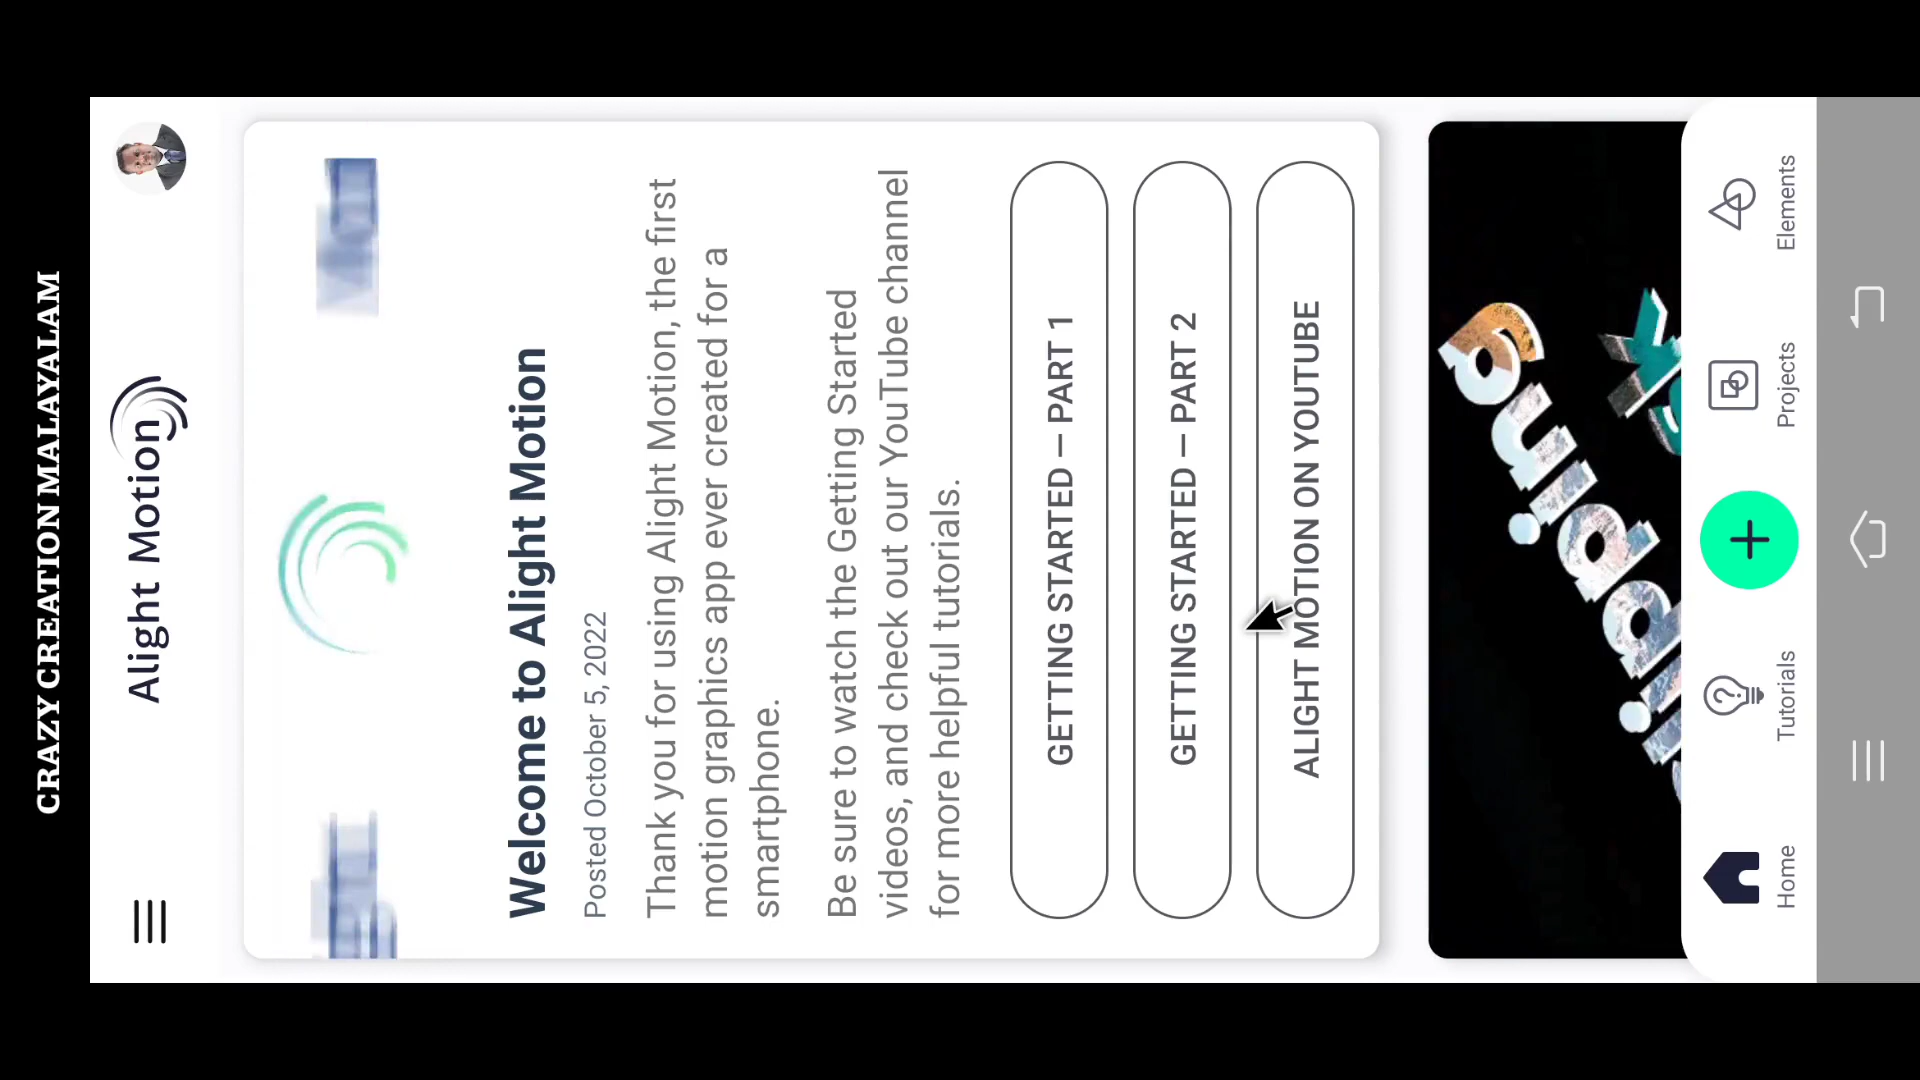 CRAZY CREATION MALAYALAM
Alight Motion
Welcome to Alight Motion
Posted October 5, 2022
Thank you for using Alight Motion, the first
motion graphics app ever created for a
smartphone.
Be sure to watch the Getting Started
videos, and check out our YouTube channel
for more helpful tutorials.
GETTING STARTED – PART 1
GETTING STARTED – PART 2
ALIGHT MOTION ON YOUTUBE
Home
Tutorials
Projects
Elements